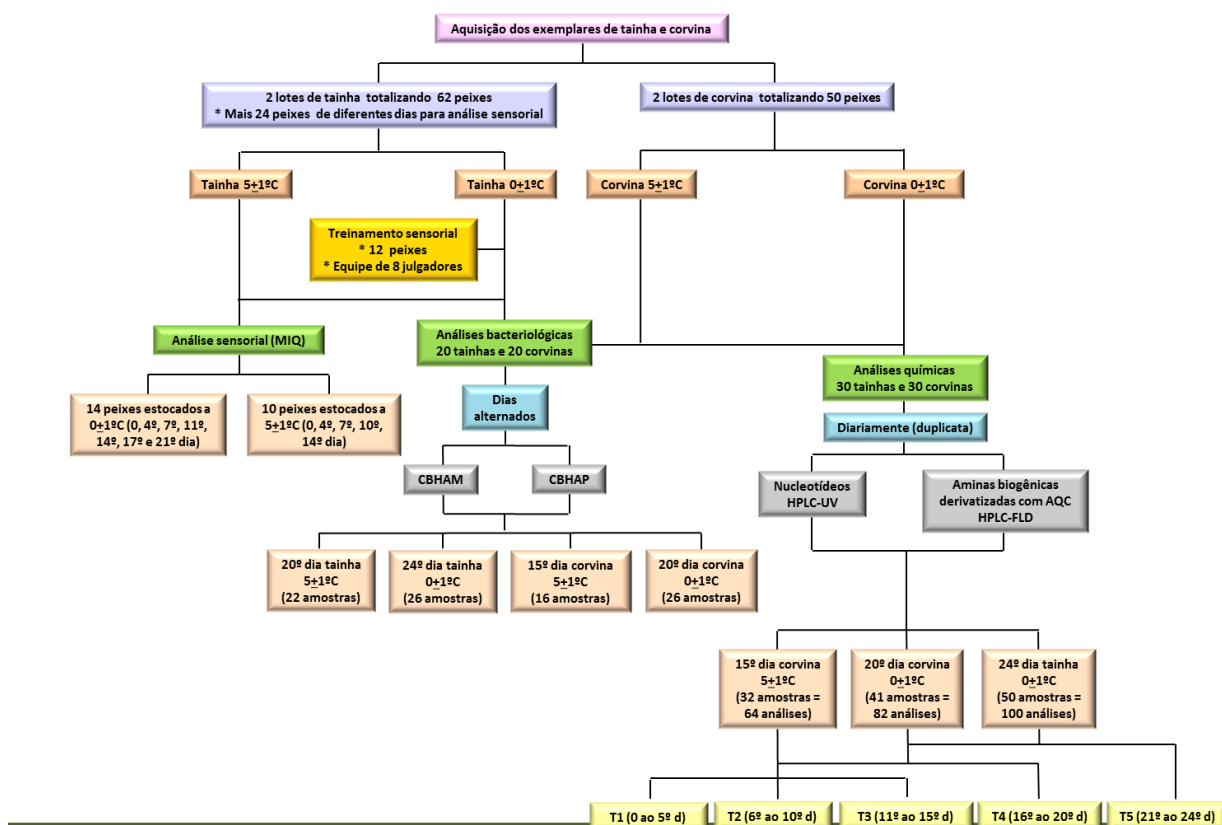 Aquisição dos exemplares de tainha e corvina
2 lotes de tainha totalizando 62 peixes
* Mais 24 peixes de diferentes dias para análise sensorial
2 lotes de corvina totalizando 50 peixes
Tainha 5±1ºC
Tainha 0±1ºC
Corvina 5±1ºC
Corvina 0±1ºC
Treinamento sensorial
* 12 peixes
* Equipe de 8 julgadores
Análise sensorial (MIQ)
Análises bacteriológicas
20 tainhas e 20 corvinas
Análises químicas
30 tainhas e 30 corvinas
14 peixes estocados a
0±1ºC (0, 4º, 7º, 11º,
14º, 17º e 21º dia)
10 peixes estocados a
5±1ºC (0, 4º, 7º, 10º,
14º dia)
Dias
alternados
Diariamente (duplicata)
CBHAM
CBHAP
Nucleotídeos
HPLC-UV
Aminas biogênicas
derivatizadas com AQC
HPLC-FLD
20º dia tainha
5±1ºC
(22 amostras)
24º dia tainha
0±1ºC
(26 amostras)
15º dia corvina
5±1ºC
(16 amostras)
20º dia corvina
0±1ºC
(26 amostras)
15º dia corvina
5±1ºC
(32 amostras =
64 análises)
20º dia corvina
0±1ºC
(41 amostras =
82 análises)
24º dia tainha
0±1ºC
(50 amostras =
100 análises)
T1 (0 ao 5º d)
T2 (6º ao 10º d)
T3 (11º ao 15º d)
T4 (16º ao 20º d)
T5 (21º ao 24º d)